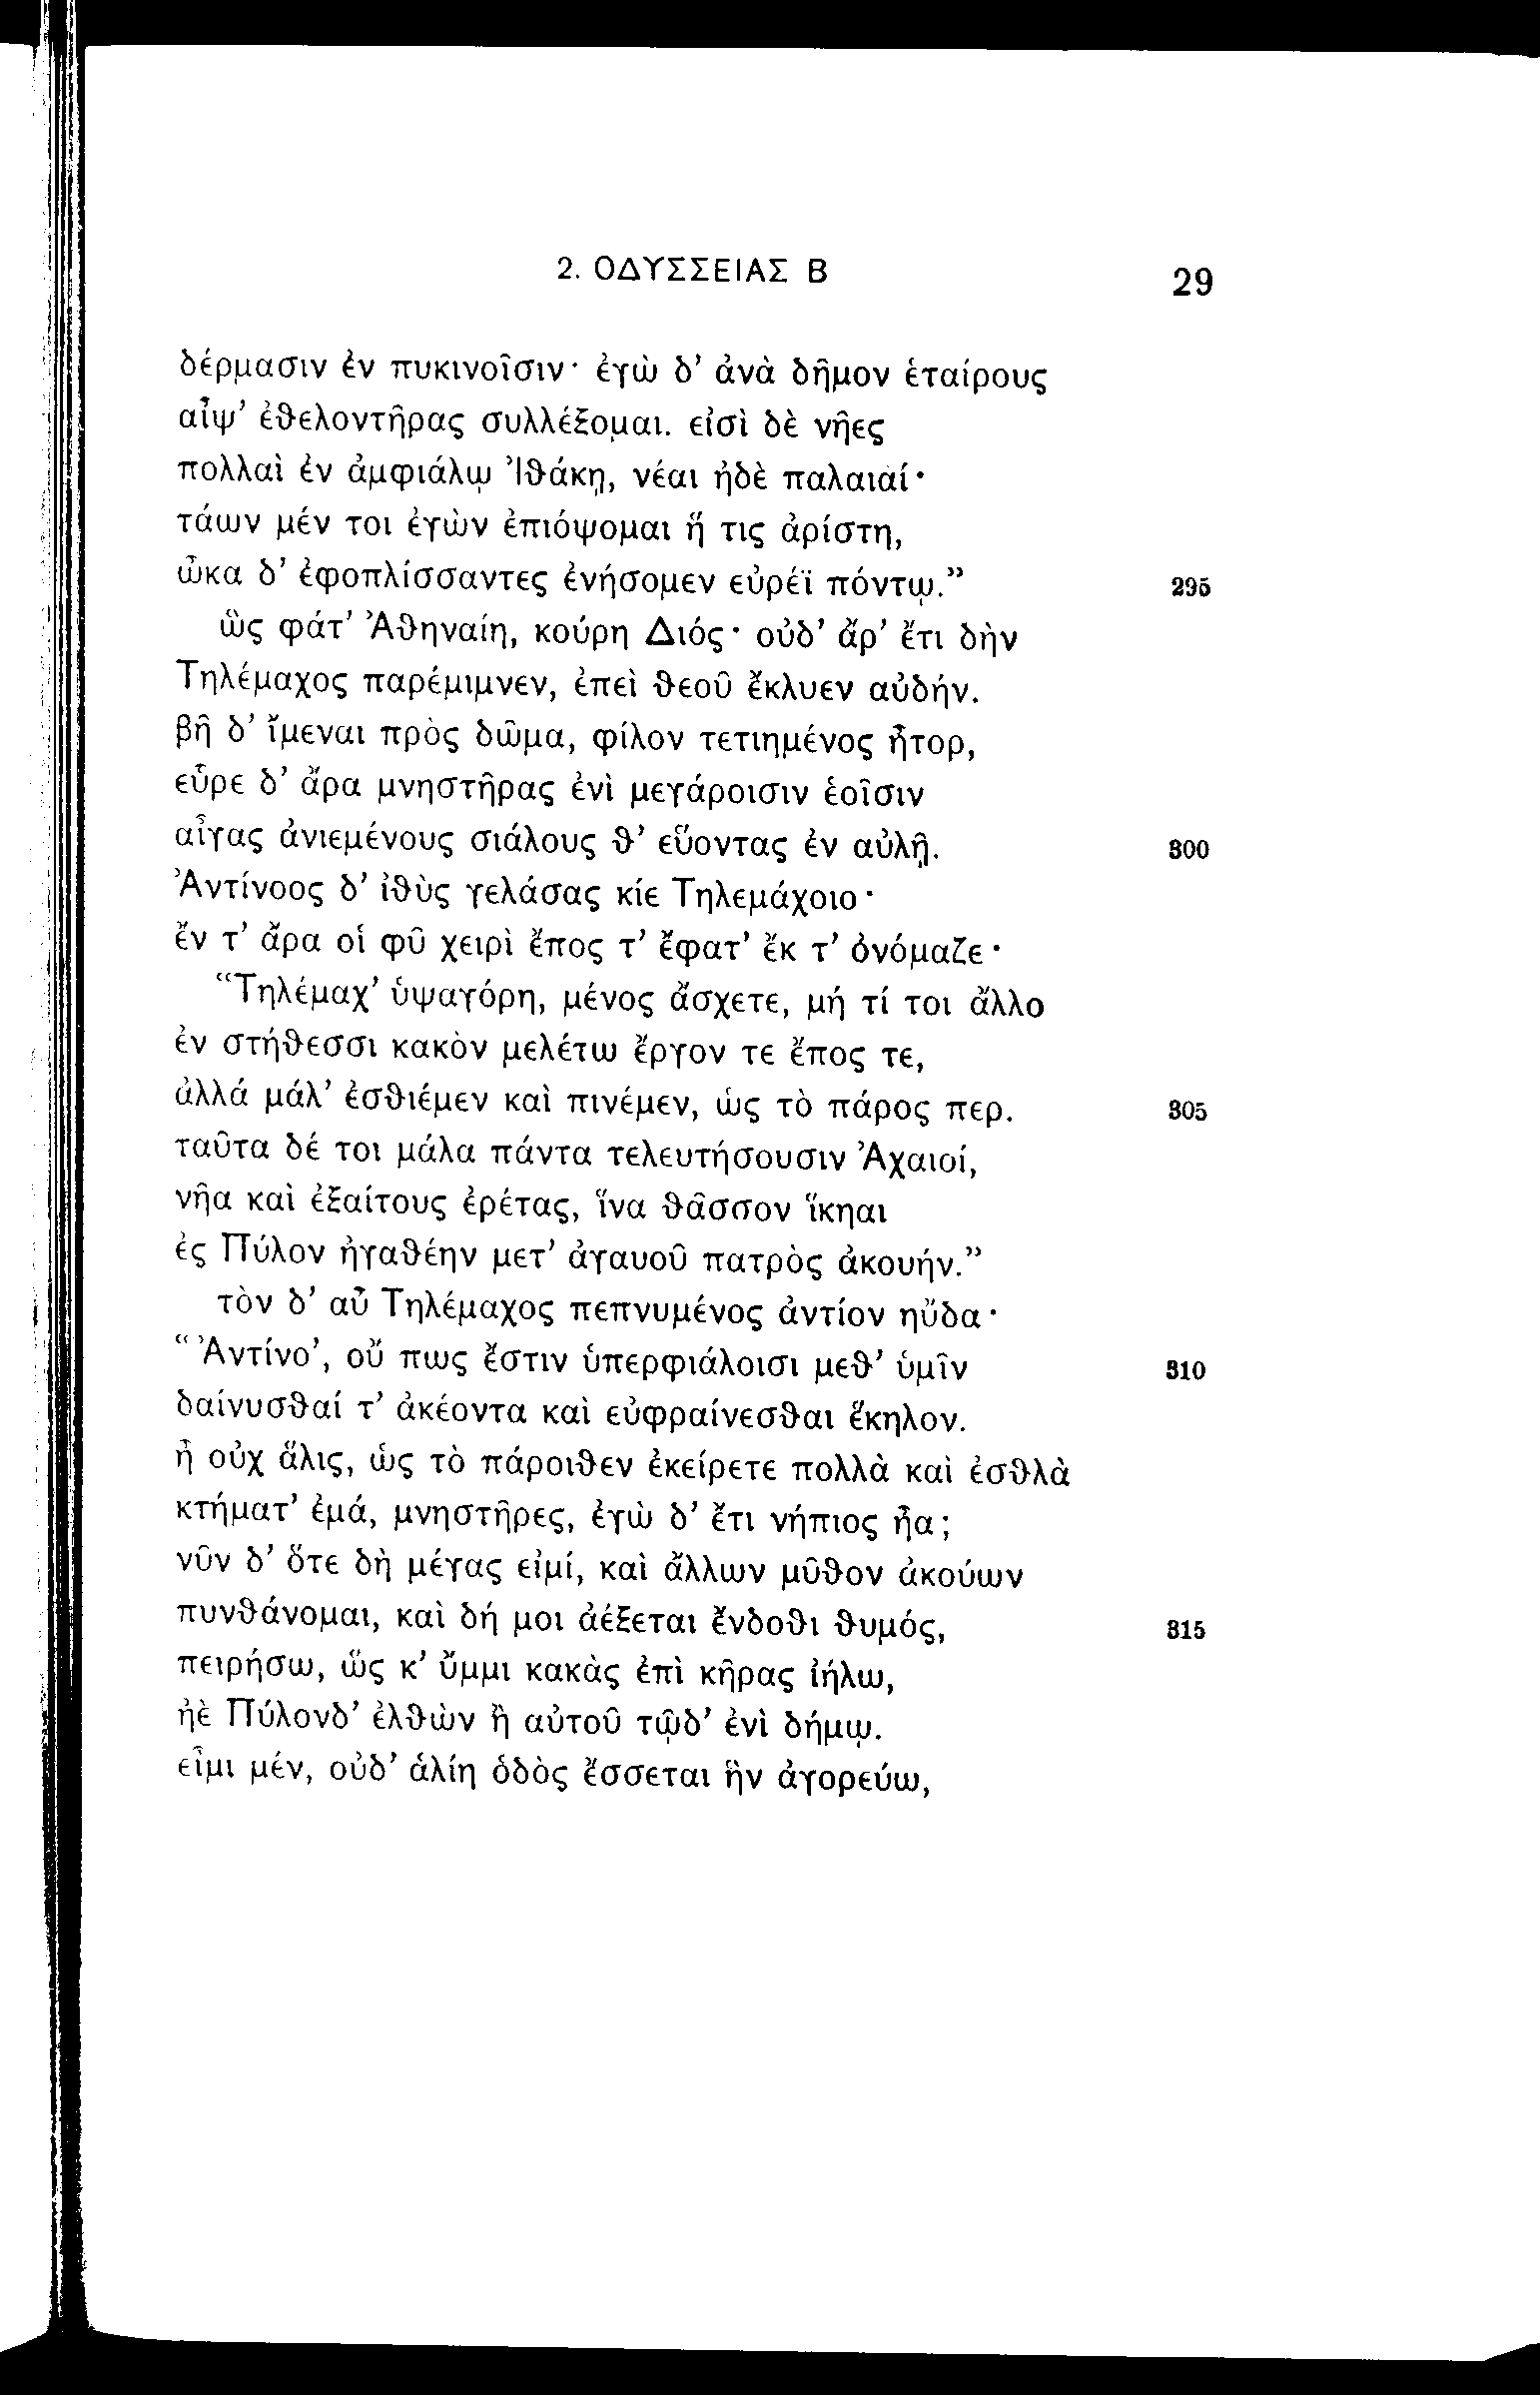 2. ΟΔΥΣΣΕΙΑΣ Β 29
δέρμασιν ἐν πυκινοῖσιν· ἐγὼ δ’ ἀνὰ δῆμον ἑταίρους
αἶψ’ ἐθελοντῆρας συλλέξομαι. εἰσὶ δὲ νῆες
πολλαὶ ἐν ἀμφιάλῳ Ἰθάκῃ, νέαι ἠδὲ παλαιαί·
τάων μέν τοι ἐγὼν ἐπιόψομαι ἥ τις ἀρίστη,
ὦκα δ’ ἐφοπλίσσαντες ἐνήσομεν εὐρέϊ πόντῳ.” 295
ὣς φάτ’ Ἀθηναίη, κούρη Διός· οὐδ’ ἄρ’ ἔτι δὴν
Τηλέμαχος παρέμιμνεν, ἐπεὶ θεοῦ ἔκλυεν αὐδήν.
βῆ δ’ ἴμεναι πρὸς δῶμα, φίλον τετιημένος ἦτορ,
εὗρε δ’ ἄρα μνηστῆρας ἐνὶ μεγάροισιν ἑοῖσιν
αἶγας ἀνιεμένους σιάλους θ’ εὕοντας ἐν αὐλῇ. 300
Ἀντίνοος δ’ ἰθὺς γελάσας κίε Τηλεμάχοιο·
ἔν τ’ ἄρα οἱ φῦ χειρὶ ἔπος τ’ ἔφατ’ ἔκ τ’ ὀνόμαζε·
“Τηλέμαχ’ ὑψαγόρη, μένος ἄσχετε, μή τί τοι ἄλλο
ἐν στήθεσσι κακὸν μελέτω ἔργον τε ἔπος τε,
ἀλλά μάλ’ ἐσθιέμεν καὶ πινέμεν, ὡς τὸ πάρος περ. 305
ταῦτα δέ τοι μάλα πάντα τελευτήσουσιν Ἀχαιοί,
νῆα καὶ ἐξαίτους ἐρέτας, ἵνα θᾶσσον ἵκηαι
ἐς Πύλον ἠγαθέην μετ’ ἀγαυοῦ πατρὸς ἀκουήν.”
τὸν δ’ αὖ Τηλέμαχος πεπνυμένος ἀντίον ηὔδα·
“Ἀντίνο’, οὔ πως ἔστιν ὑπερφιάλοισι μεθ’ ὑμῖν 310
δαίνυσθαί τ’ ἀκέοντα καὶ εὐφραίνεσθαι ἕκηλον.
ἦ οὐχ ἅλις, ὡς τὸ πάροιθεν ἐκείρετε πολλὰ καὶ ἐσθλὰ
κτήματ’ ἐμά, μνηστῆρες, ἐγὼ δ’ ἔτι νήπιος ἦα;
νῦν δ’ ὅτε δὴ μέγας εἰμί, καὶ ἄλλων μῦθον ἀκούων
πυνθάνομαι, καὶ δή μοι ἀέξεται ἔνδοθι θυμός, 315
πειρήσω, ὥς κ’ ὔμμι κακὰς ἐπὶ κῆρας ἰήλω,
ἠὲ Πύλονδ’ ἐλθὼν ἢ αὐτοῦ τῷδ’ ἐνὶ δήμῳ.
εἶμι μέν, οὐδ’ ἁλίη ὁδὸς ἔσσεται ἣν ἀγορεύω,